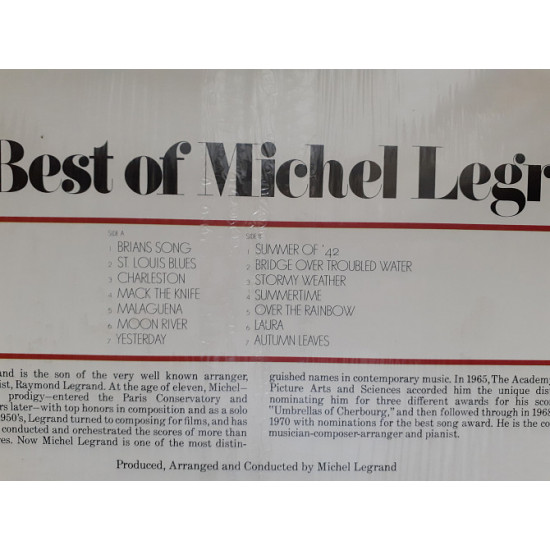 Best of Michel Legr
SIDE A
1 BRIANS SONG
2 ST. LOUIS BLUES
3 CHARLESTON
4 MACK THE KNIFE
5 MALAGUENA
6 MOON RIVER
7 YESTERDAY
SIDE B
1 SUMMER OF '42
2 BRIDGE OVER TROUBLED WATER
3 STORMY WEATHER
4 SUMMERTIME
5 OVER THE RAINBOW
6 LAURA
7 AUTUMN LEAVES
and is the son of the very well known arranger,
ist, Raymond Legrand. At the age of eleven, Michel—
prodigy—entered the Paris Conservatory and
rs later—with top honors in composition and as a solo
950's, Legrand turned to composing for films, and has
conducted and orchestrated the scores of more than
res. Now Michel Legrand is one of the most distin-
guished names in contemporary music. In 1965, The Academy
Picture Arts and Sciences accorded him the unique dis
nominating him for three different awards for his sco
"Umbrellas of Cherbourg," and then followed through in 1968
1970 with nominations for the best song award. He is the co
musician-composer-arranger and pianist.
Produced, Arranged and Conducted by Michel Legrand